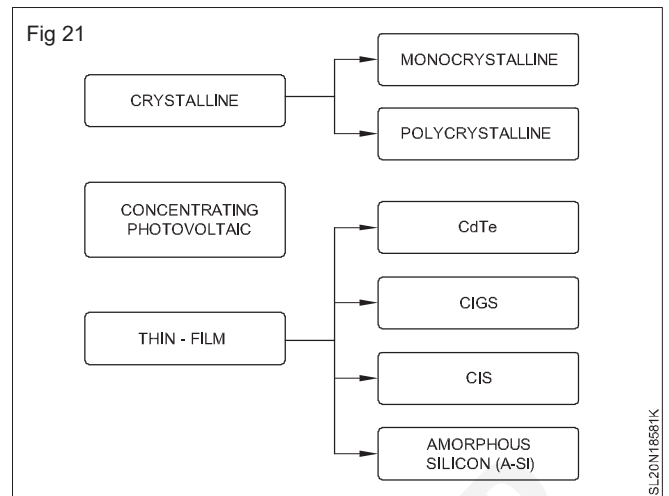 Fig 21
CRYSTALLINE
MONOCRYSTALLINE
POLYCRYSTALLINE
CONCENTRATING
PHOTOVOLTAIC
THIN - FILM
CdTe
CIGS
CIS
AMORPHOUS
SILICON (A-SI)
SL20N18581K